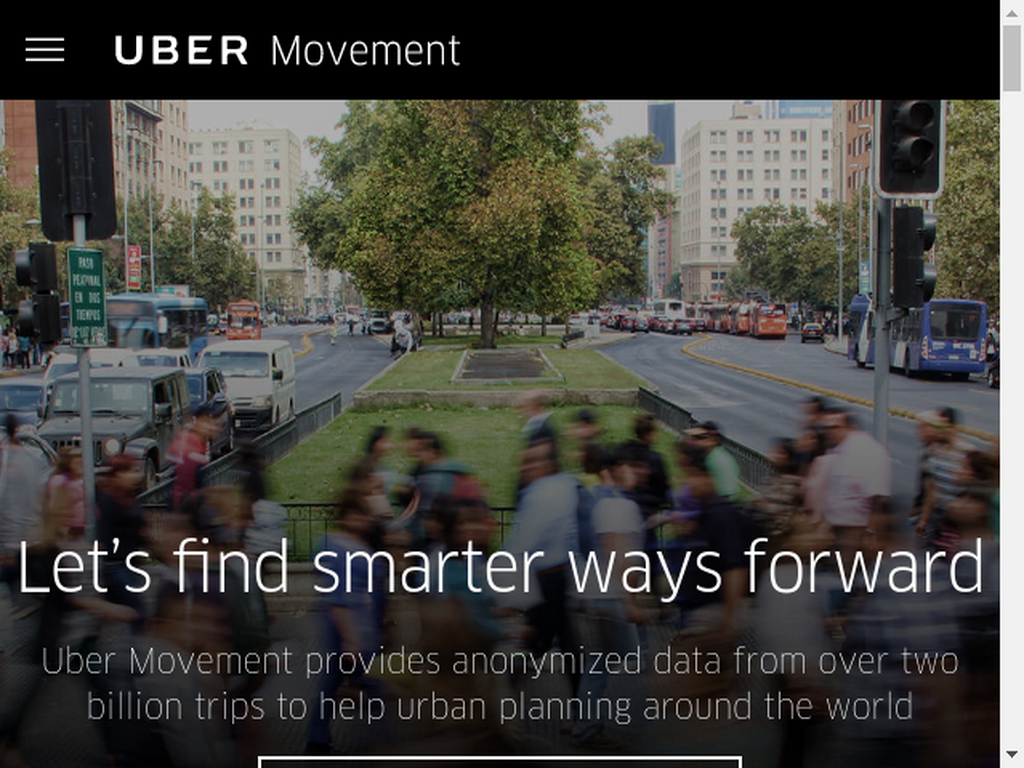 UBER Movement
PASO
PEATONAL
EN DOS
TIEMPOS
Let's find smarter ways forward
Uber Movement provides anonymized data from over two
billion trips to help urban planning around the world